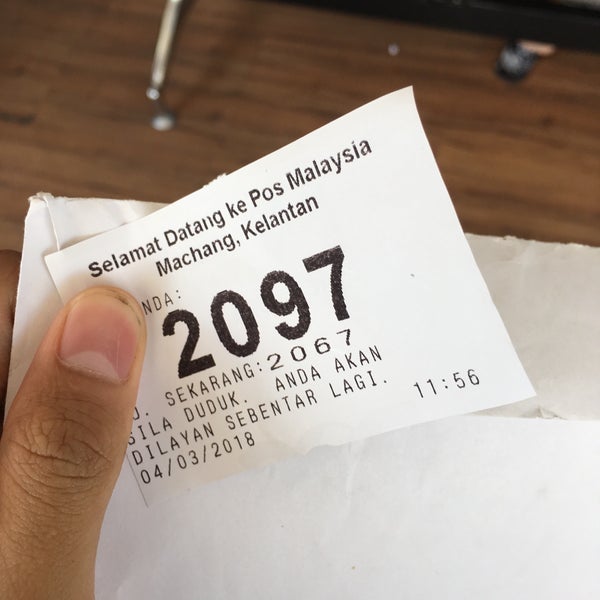 Selamat Datang ke Pos Malaysia
Machang, Kelantan
NDA:
2097
O. SEKARANG:2067
SILA DUDUK. ANDA AKAN
DILAYAN SEBENTAR LAGI.
04/03/2018 11:56